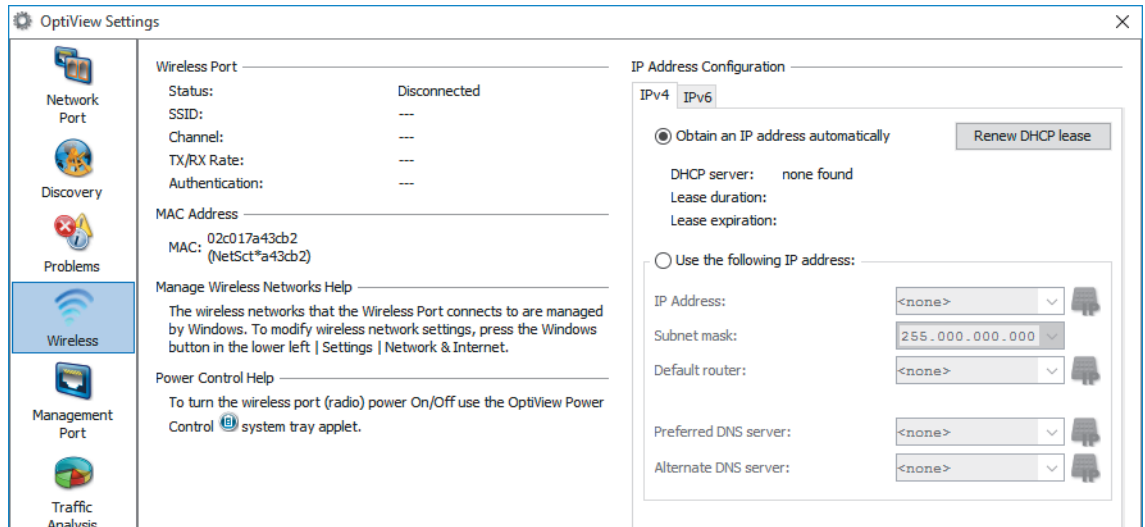 OptiView Settings
Network
Port
Discovery
Problems
Wireless
Management
Port
Traffic
Analysis
Wireless Port
Status: Disconnected
SSID: ---
Channel: ---
TX/RX Rate: ---
Authentication: ---
MAC Address
MAC: 02c017a43cb2
(NetSct*a43cb2)
Manage Wireless Networks Help
The wireless networks that the Wireless Port connects to are managed
by Windows. To modify wireless network settings, press the Windows
button in the lower left | Settings | Network & Internet.
Power Control Help
To turn the wireless port (radio) power On/Off use the OptiView Power
Control system tray applet.
IP Address Configuration
IPv4 IPv6
Obtain an IP address automatically Renew DHCP lease
DHCP server: none found
Lease duration:
Lease expiration:
Use the following IP address:
IP Address: <none> IP
Subnet mask: 255.000.000.000
Default router: <none> IP
Preferred DNS server: <none> IP
Alternate DNS server: <none> IP